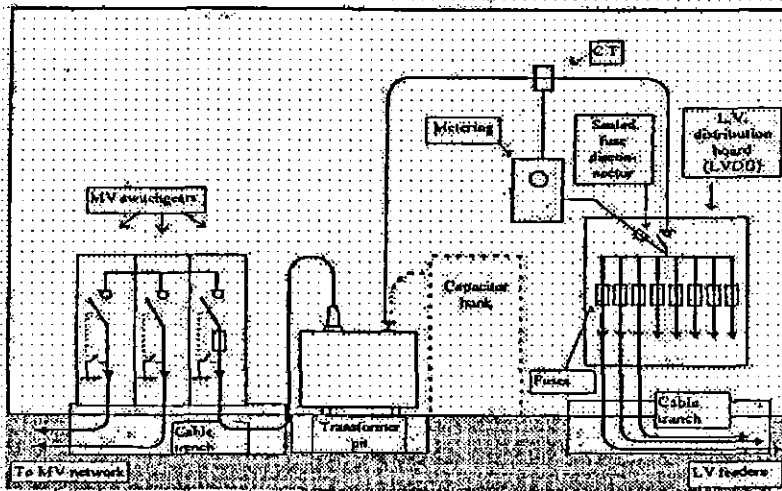 C.T
Metering
Sealed
fuse
disconnector
L.V.
distribution
board
(LVDB)
MV switchgears
Capacitor
bank
Fuses
Cable
trench
Transformer
pit
Cable
trench
To MV network
LV feeders